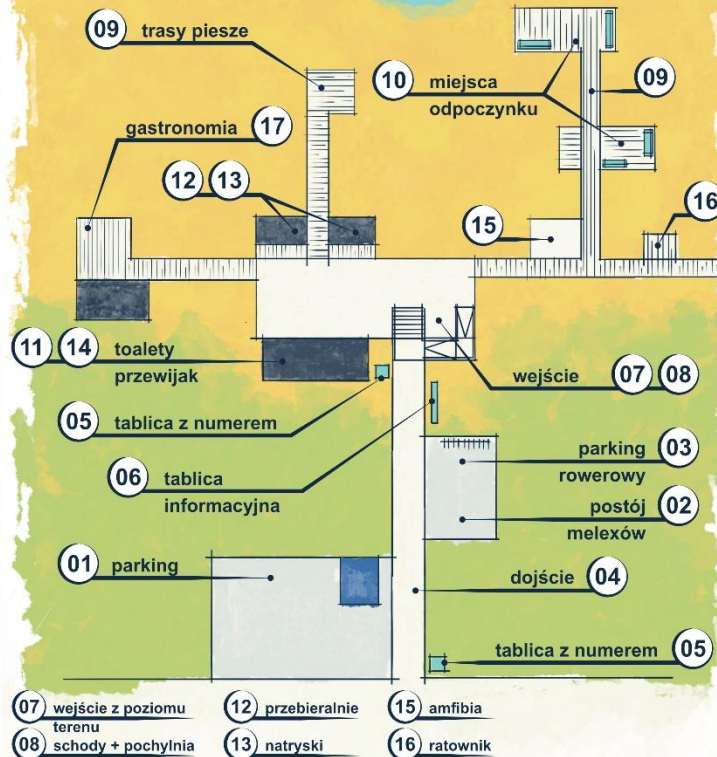 09 trasy piesze
10 miejsca
odpoczynku
09
gastronomia 17
12 13
15
16
11 14 toalety
przewijak
wejście 07 08
05 tablica z numerem
06 tablica
informacyjna
parking 03
rowerowy
postój 02
melexów
01 parking
dojście 04
tablica z numerem 05
07 wejście z poziomu
terenu
12 przebieralnie
15 amfibia
08 schody + pochylnia
13 natryski
16 ratownik